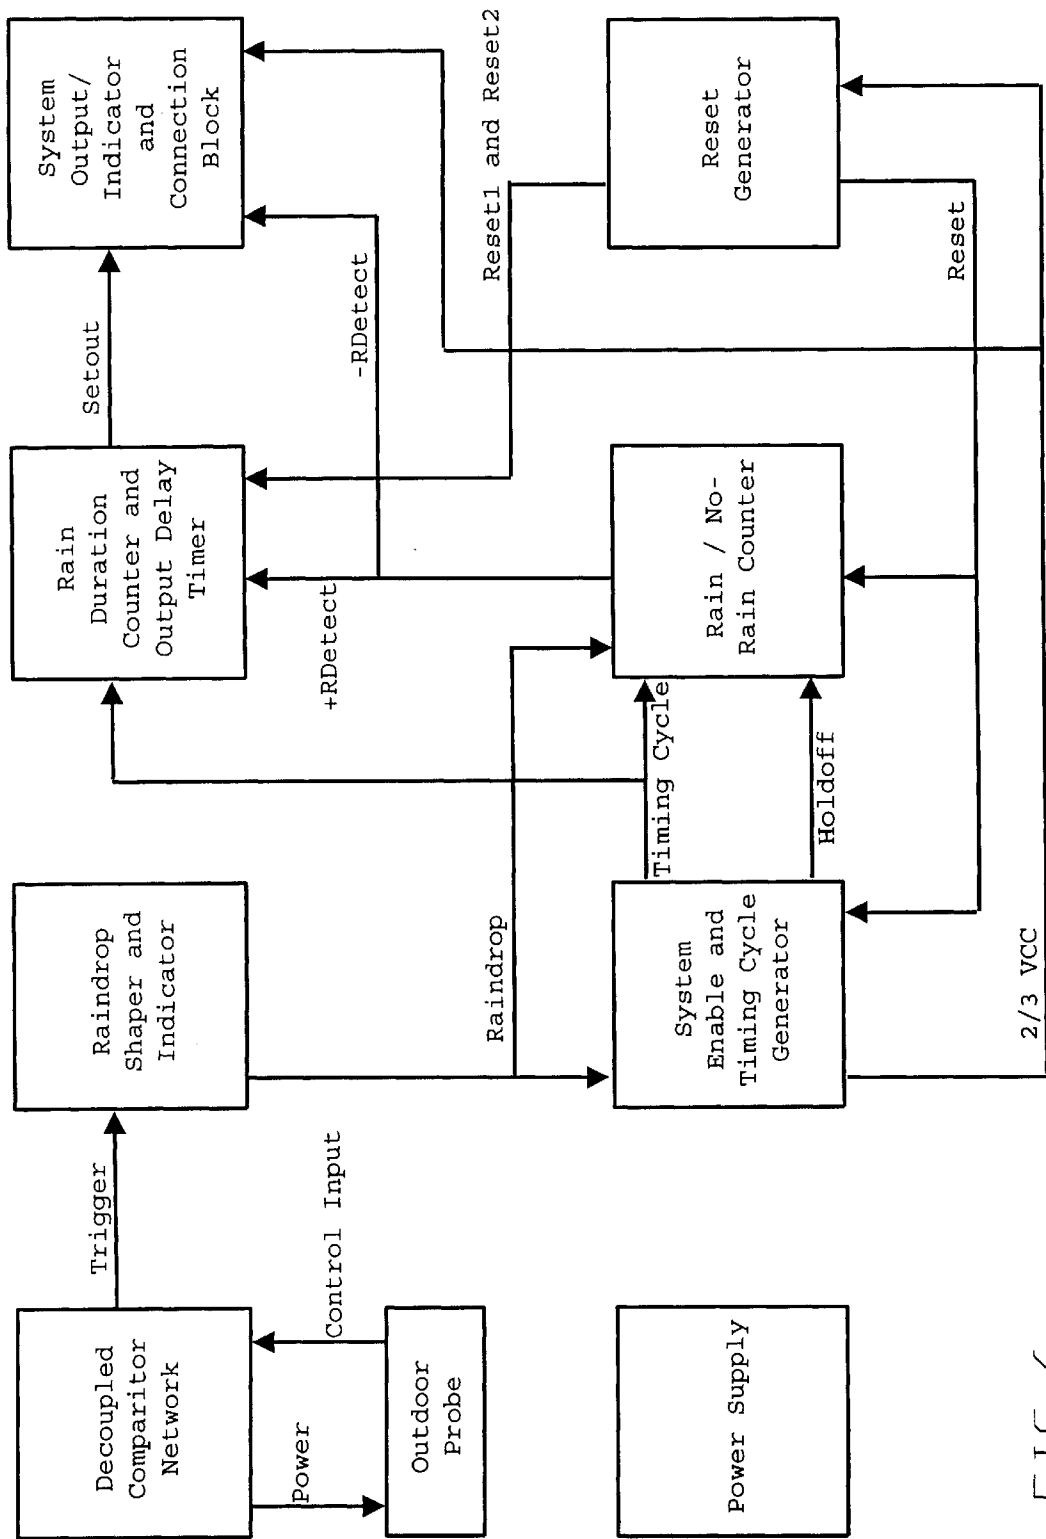 Decoupled
Comparitor
Network
Trigger
Raindrop
Shaper and
Indicator
Rain
Duration
Counter and
Output Delay
Timer
Setout
System
Output/
Indicator
and
Connection
Block
Power
Control Input
Outdoor
Probe
+RDetect
-RDetect
Raindrop
Reset1 and Reset2
Power Supply
System
Enable and
Timing Cycle
Generator
Timing Cycle
Holdoff
Rain / No-
Rain Counter
Reset
Generator
Reset
2/3 VCC